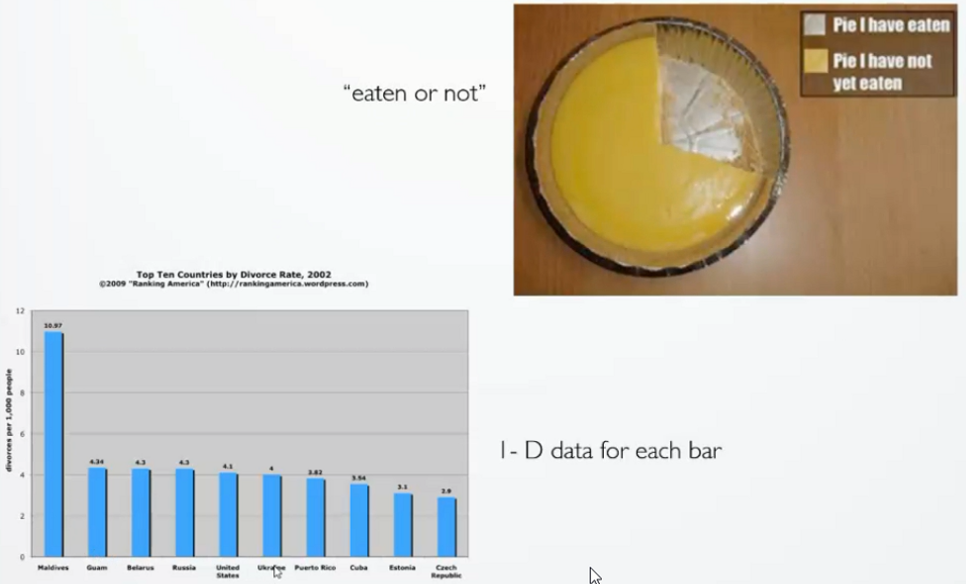 Pie I have eaten
Pie I have not
yet eaten
“eaten or not”
Top Ten Countries by Divorce Rate, 2002
©2009 "Ranking America" (http://rankingamerica.wordpress.com)
divorces per 1,000 people
12
10
8
6
4
2
0
10.97
4.34
4.3
4.3
4.1
4
3.82
3.54
3.1
2.9
Maldives
Guam
Belarus
Russia
United
States
Ukraine
Puerto Rico
Cuba
Estonia
Czech
Republic
1- D data for each bar